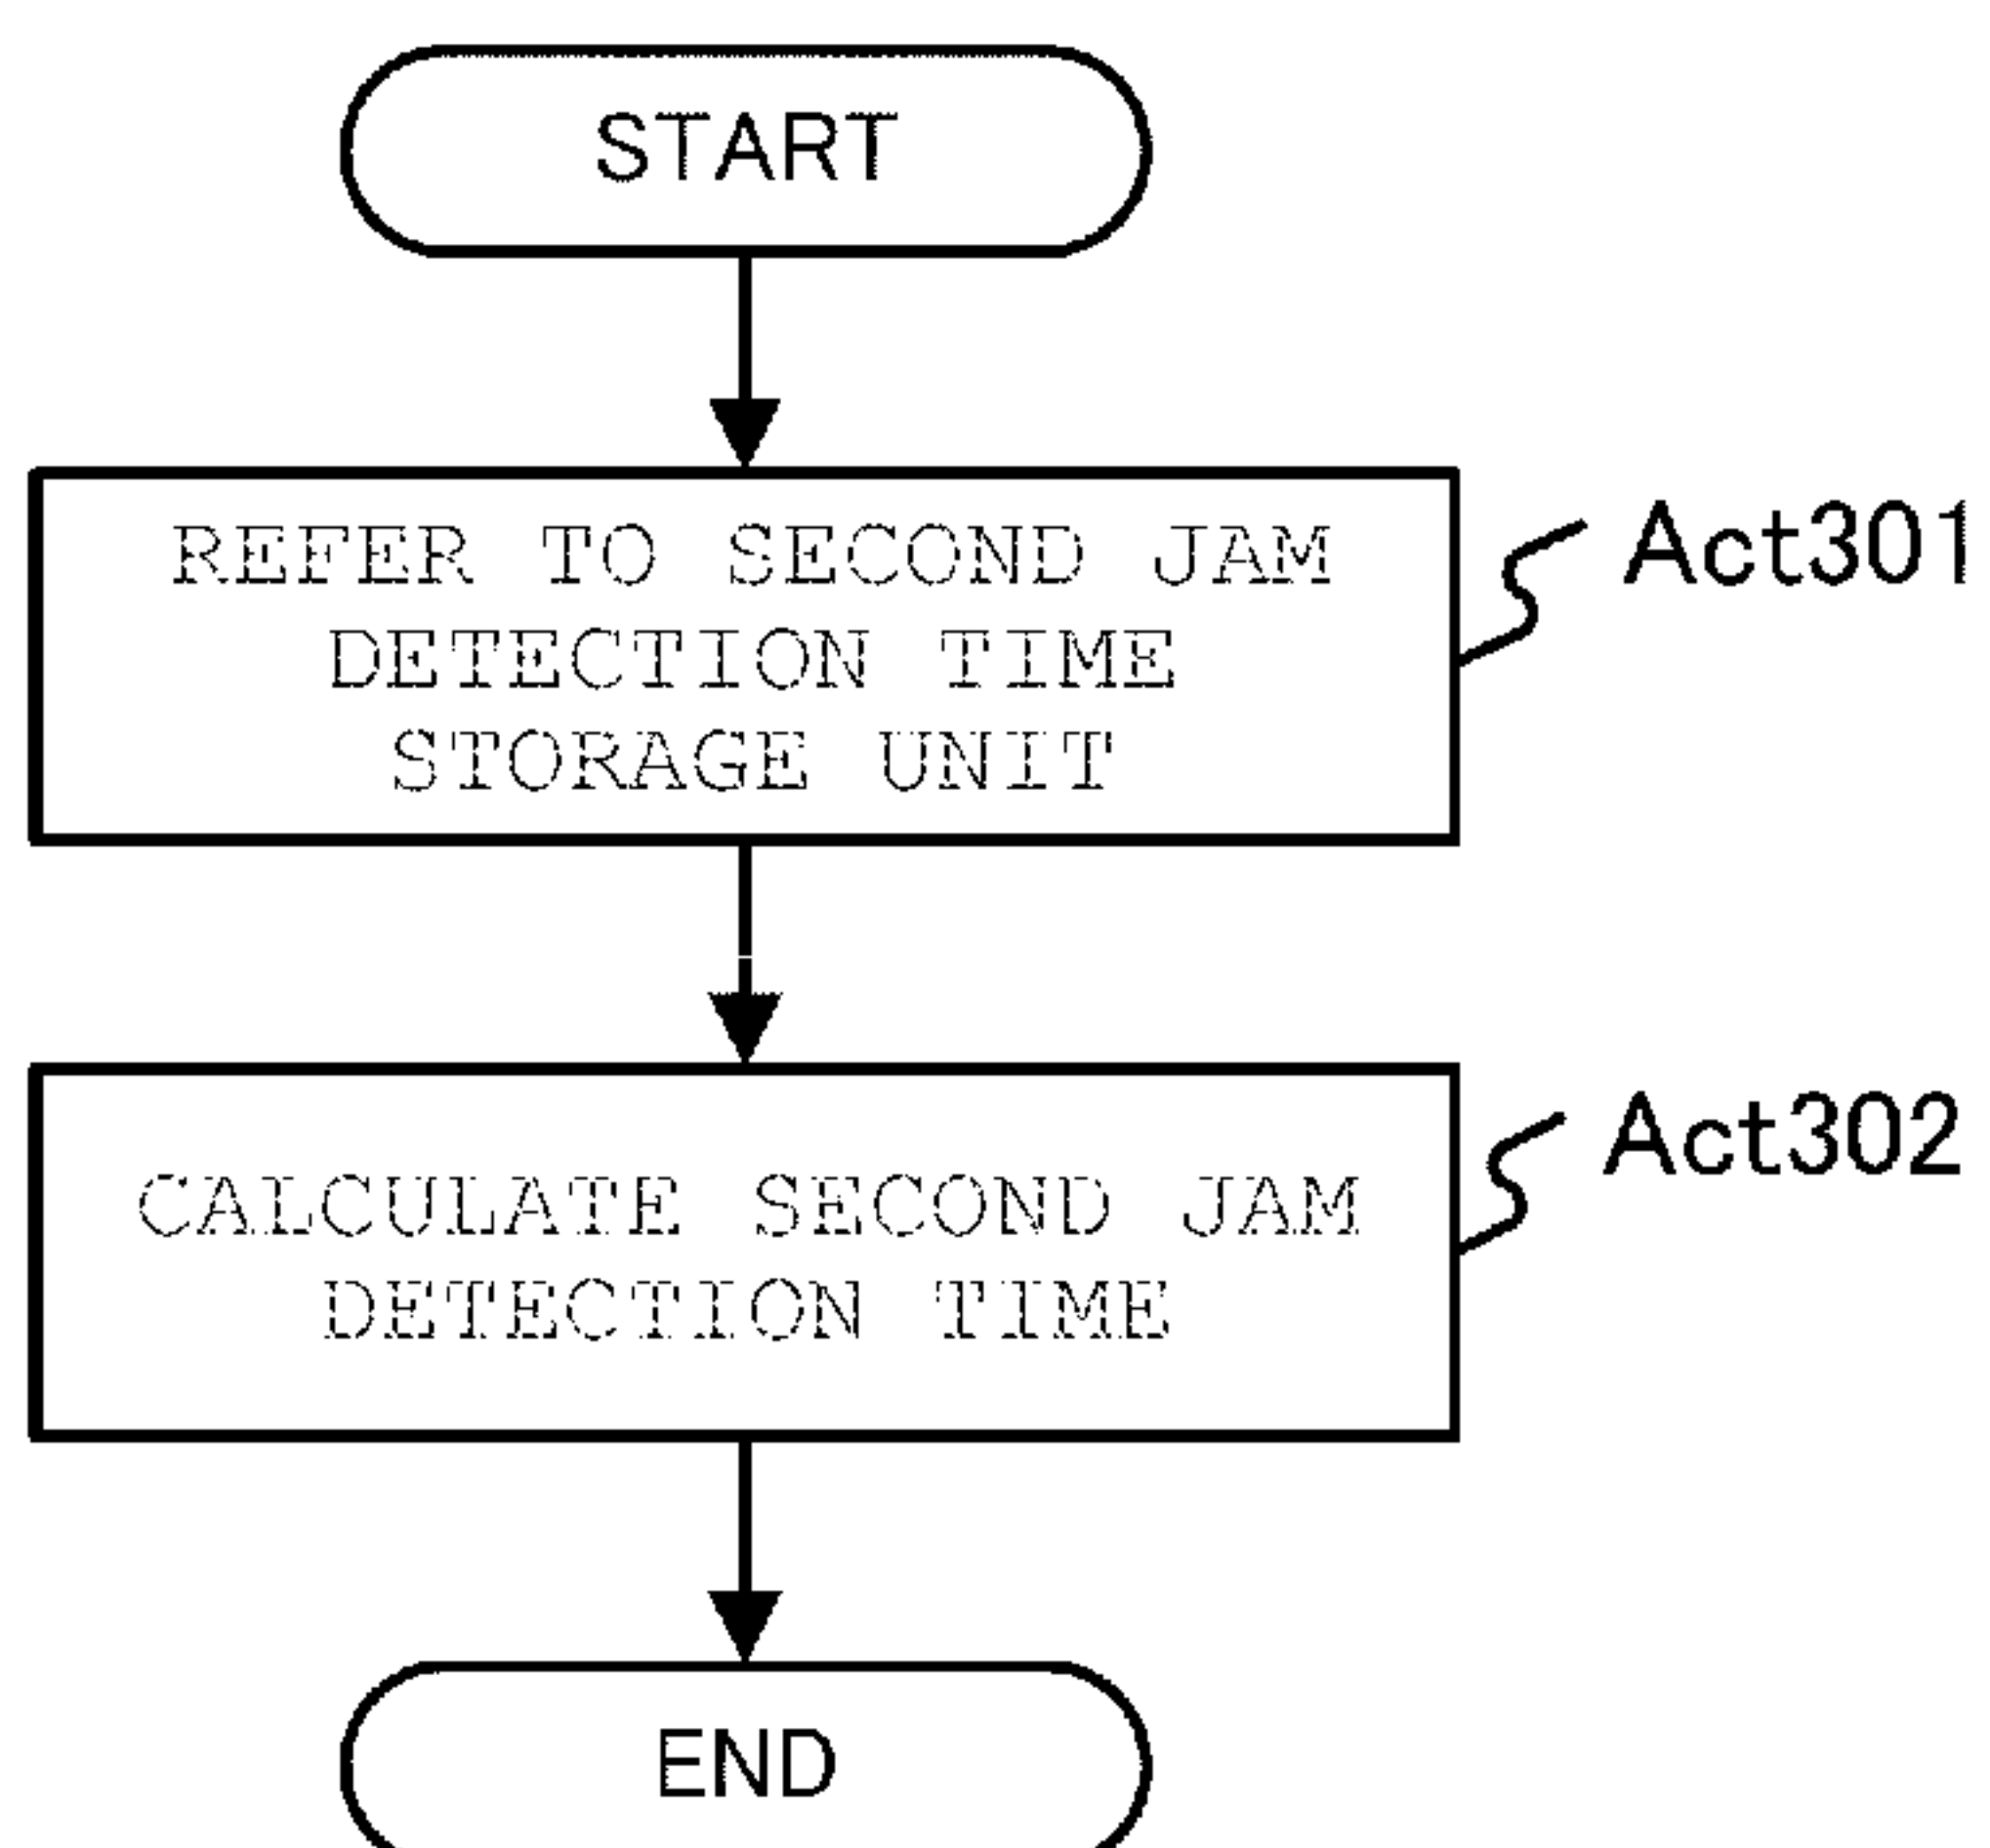 START
REFER TO SECOND JAM
DETECTION TIME
STORAGE UNIT
Act301
CALCULATE SECOND JAM
DETECTION TIME
Act302
END